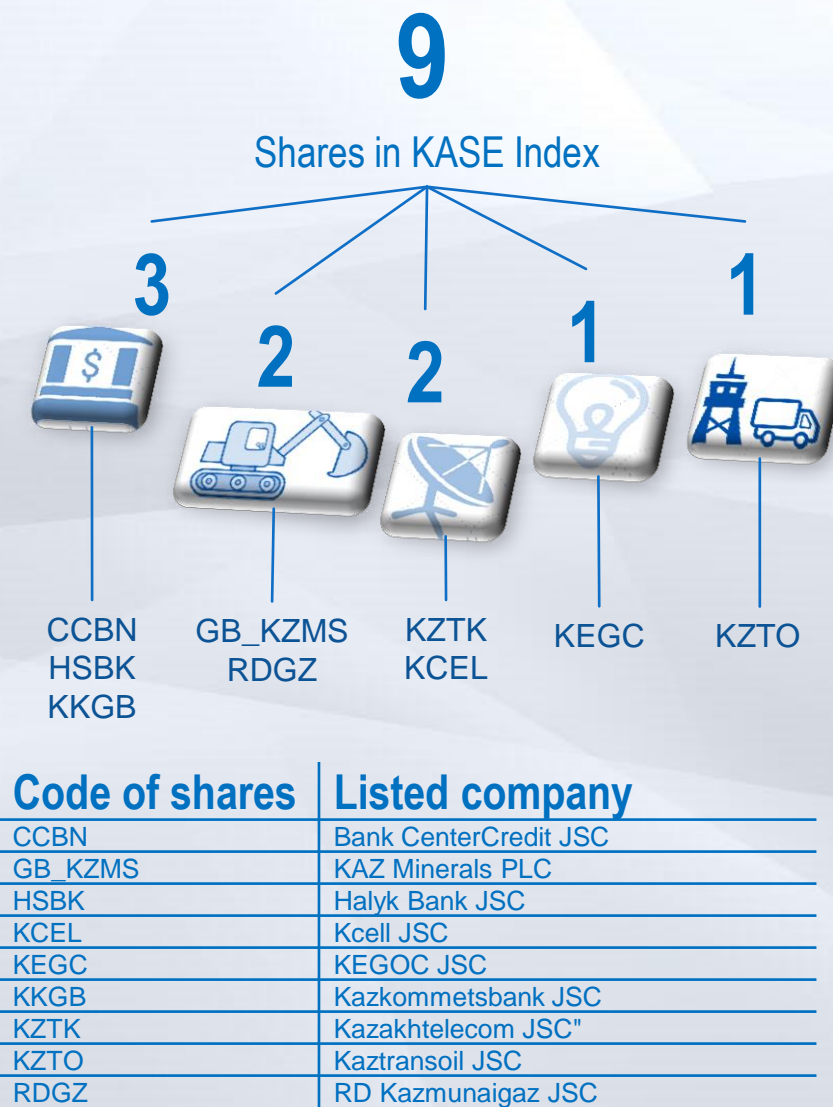 9
Shares in KASE Index
3
2
2
1
1
$
CCBN
HSBK
KKGB
GB_KZMS
RDGZ
KZTK
KCEL
KEGC
KZTO
Code of shares Listed company
CCBN Bank CenterCredit JSC
GB_KZMS KAZ Minerals PLC
HSBK Halyk Bank JSC
KCEL Kcell JSC
KEGC KEGOC JSC
KKGB Kazkommetsbank JSC
KZTK Kazakhtelecom JSC"
KZTO Kaztransoil JSC
RDGZ RD Kazmunaigaz JSC